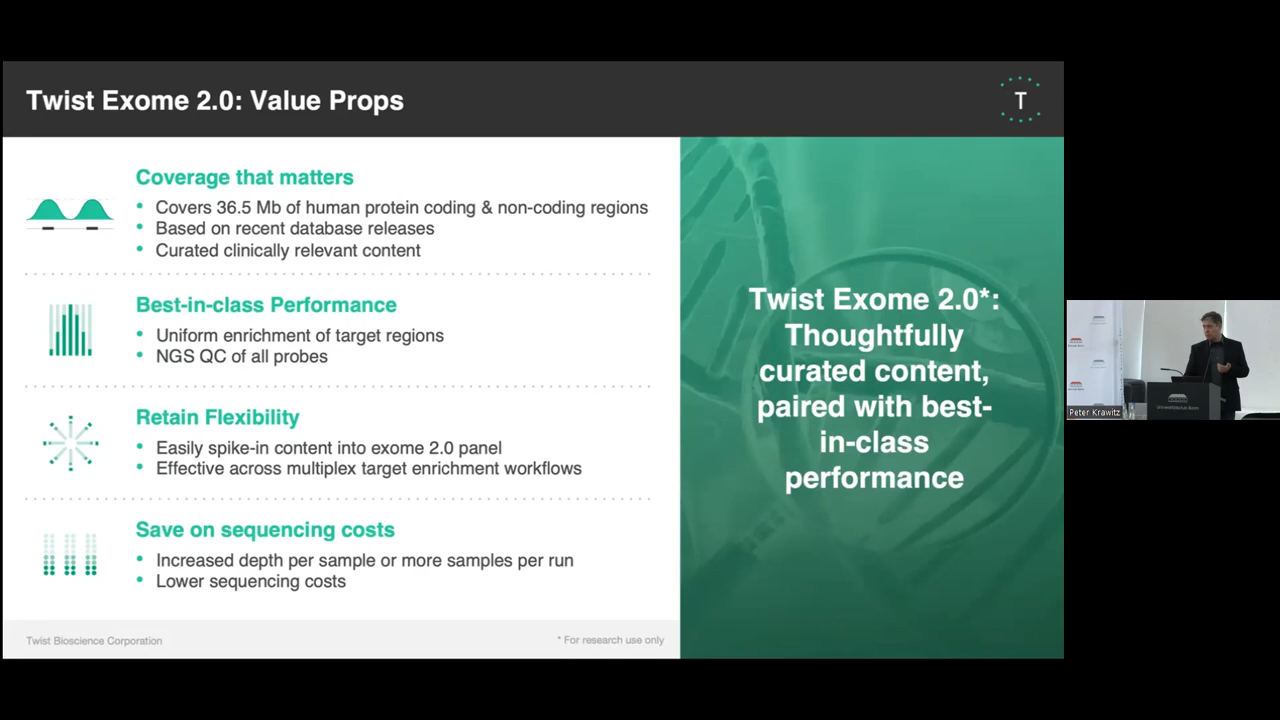 Twist Exome 2.0: Value Props
T
Coverage that matters
• Covers 36.5 Mb of human protein coding & non-coding regions
• Based on recent database releases
• Curated clinically relevant content
Best-in-class Performance
• Uniform enrichment of target regions
• NGS QC of all probes
Retain Flexibility
• Easily spike-in content into exome 2.0 panel
• Effective across multiplex target enrichment workflows
Save on sequencing costs
• Increased depth per sample or more samples per run
• Lower sequencing costs
Twist Bioscience Corporation
* For research use only
Twist Exome 2.0*:
Thoughtfully
curated content,
paired with best-
in-class
performance
Peter Krawitz
Universitätsclub Bonn